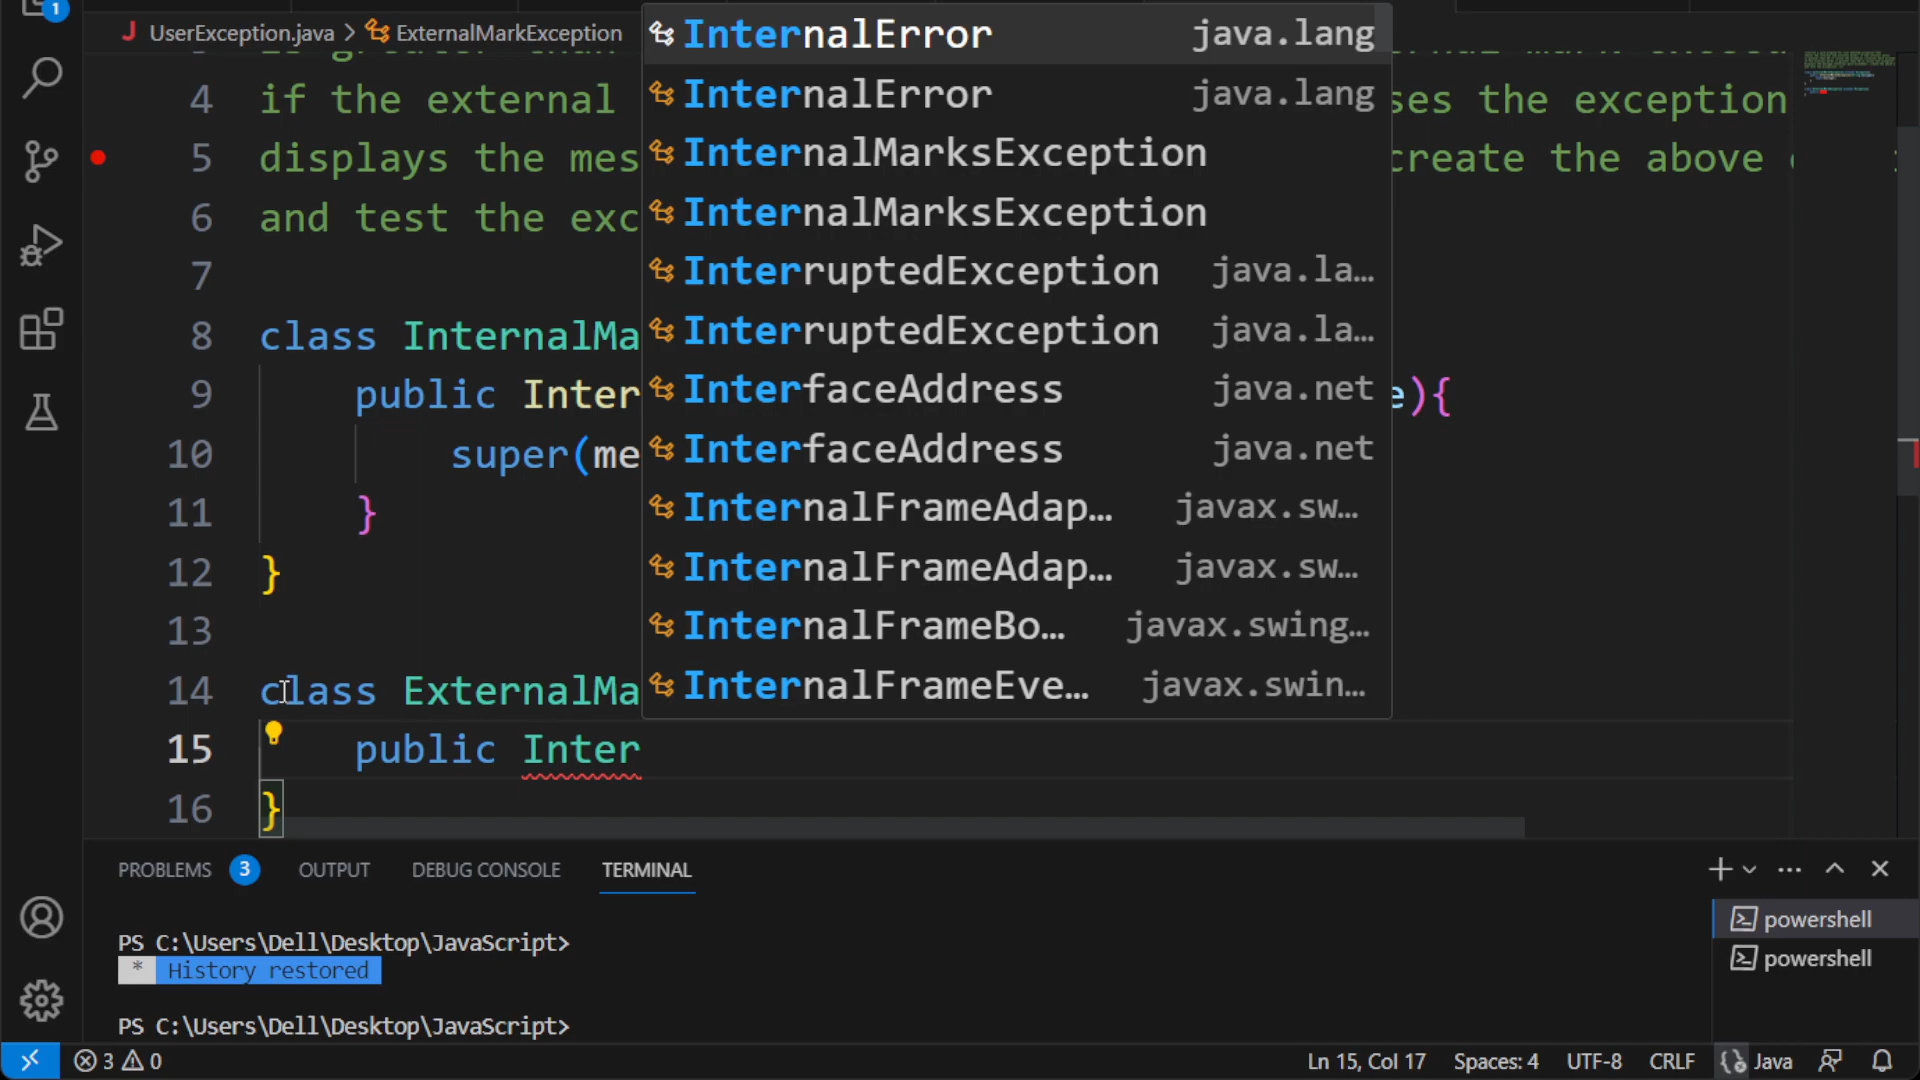 1
UserException.java > ExternalMarkException
3 is greater than
4 if the external ses the exception
5 displays the mes create the above
6 and test the exc
7
8 class InternalMa
9 public Inter e){
10 super(me
11 }
12 }
13
14 class ExternalMa
15 public Inter
16 }
InternalError java.lang
InternalError java.lang
InternalMarksException
InternalMarksException
InterruptedException java.la…
InterruptedException java.la…
InterfaceAddress java.net
InterfaceAddress java.net
InternalFrameAdap… javax.sw…
InternalFrameAdap… javax.sw…
InternalFrameBo… javax.swing…
InternalFrameEve… javax.swin…
PROBLEMS 3 OUTPUT DEBUG CONSOLE TERMINAL
PS C:\Users\Dell\Desktop\JavaScript>
* History restored
PS C:\Users\Dell\Desktop\JavaScript>
powershell
powershell
3 0 Ln 15, Col 17 Spaces: 4 UTF-8 CRLF Java